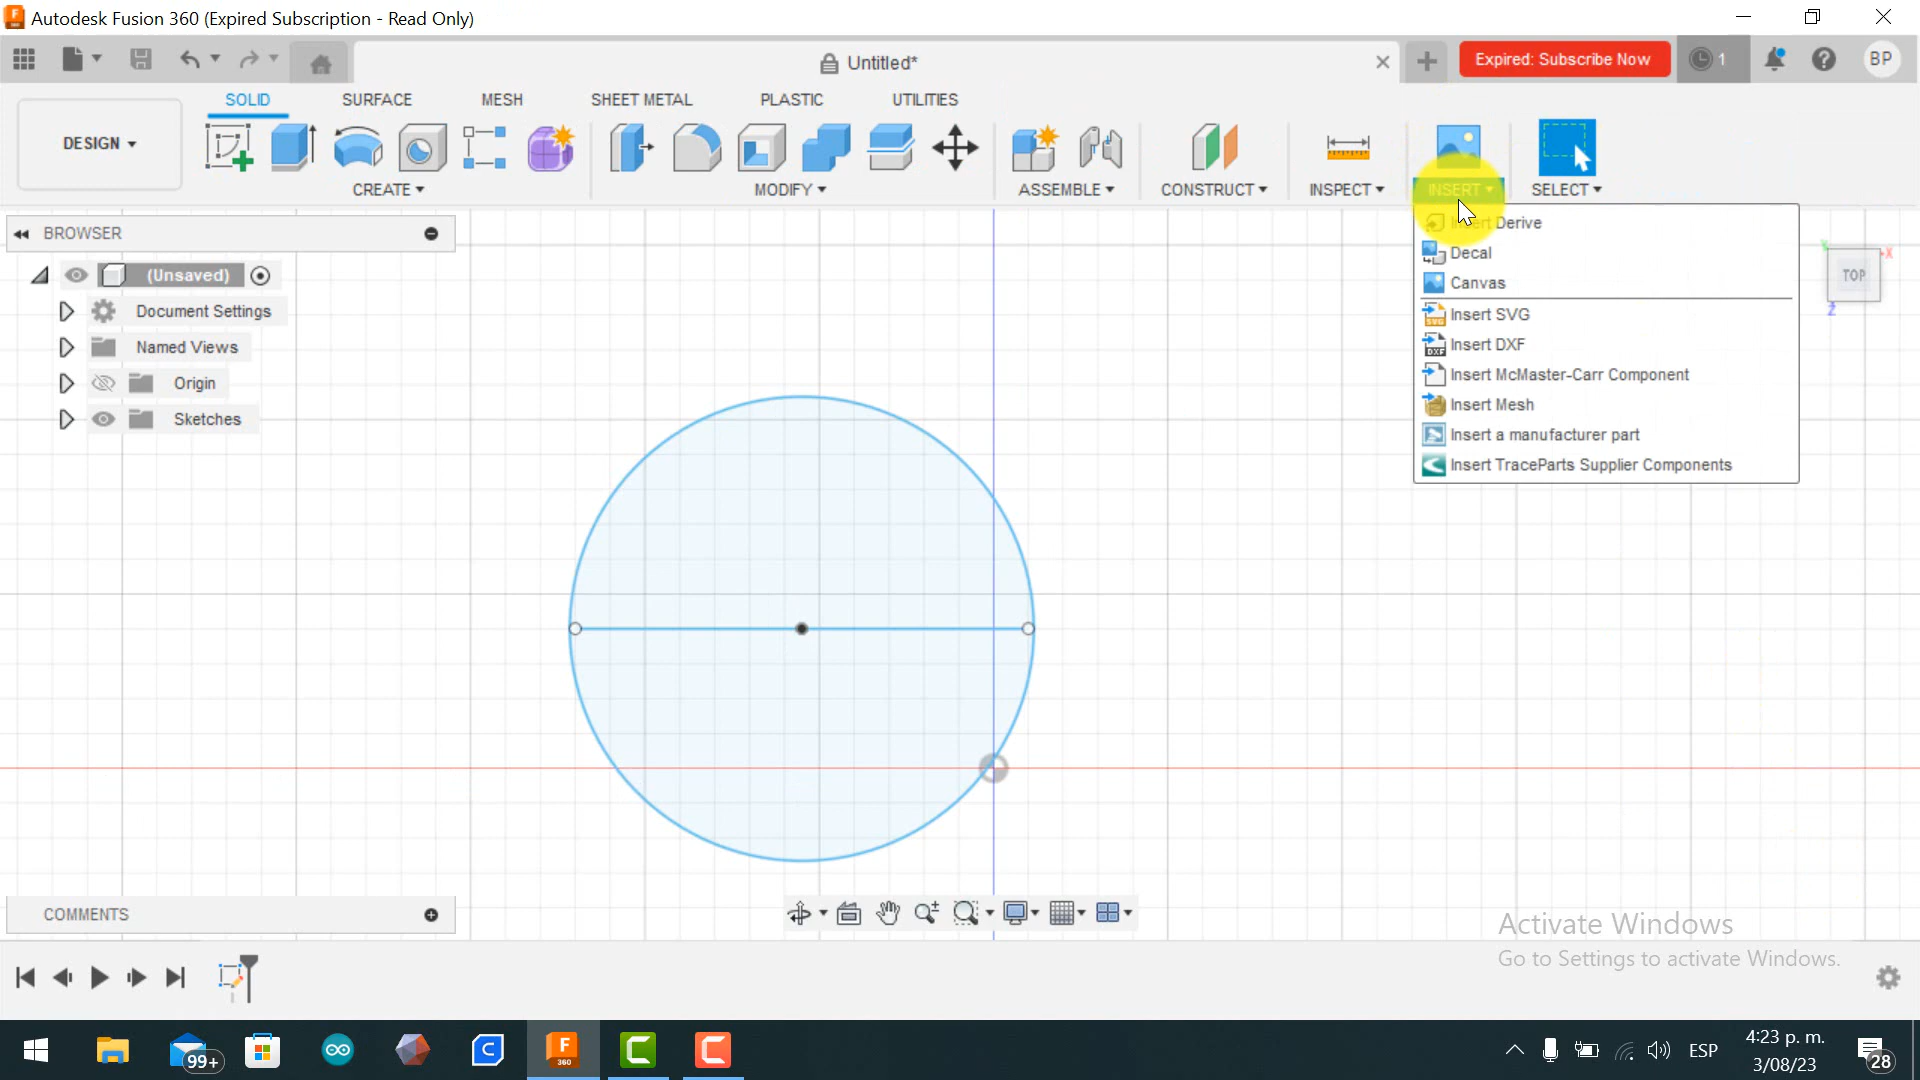 Autodesk Fusion 360 (Expired Subscription - Read Only)
Untitled*
Expired: Subscribe Now
1
BP
DESIGN
SOLID
SURFACE
MESH
SHEET METAL
PLASTIC
UTILITIES
CREATE
MODIFY
ASSEMBLE
CONSTRUCT
INSPECT
INSERT
SELECT
BROWSER
(Unsaved)
Document Settings
Named Views
Origin
Sketches
Insert Derive
Decal
Canvas
Insert SVG
Insert DXF
Insert McMaster-Carr Component
Insert Mesh
Insert a manufacturer part
Insert TraceParts Supplier Components
TOP
X
Y
Z
COMMENTS
Activate Windows
Go to Settings to activate Windows.
99+
F
360
ESP
4:23 p. m.
3/08/23
28